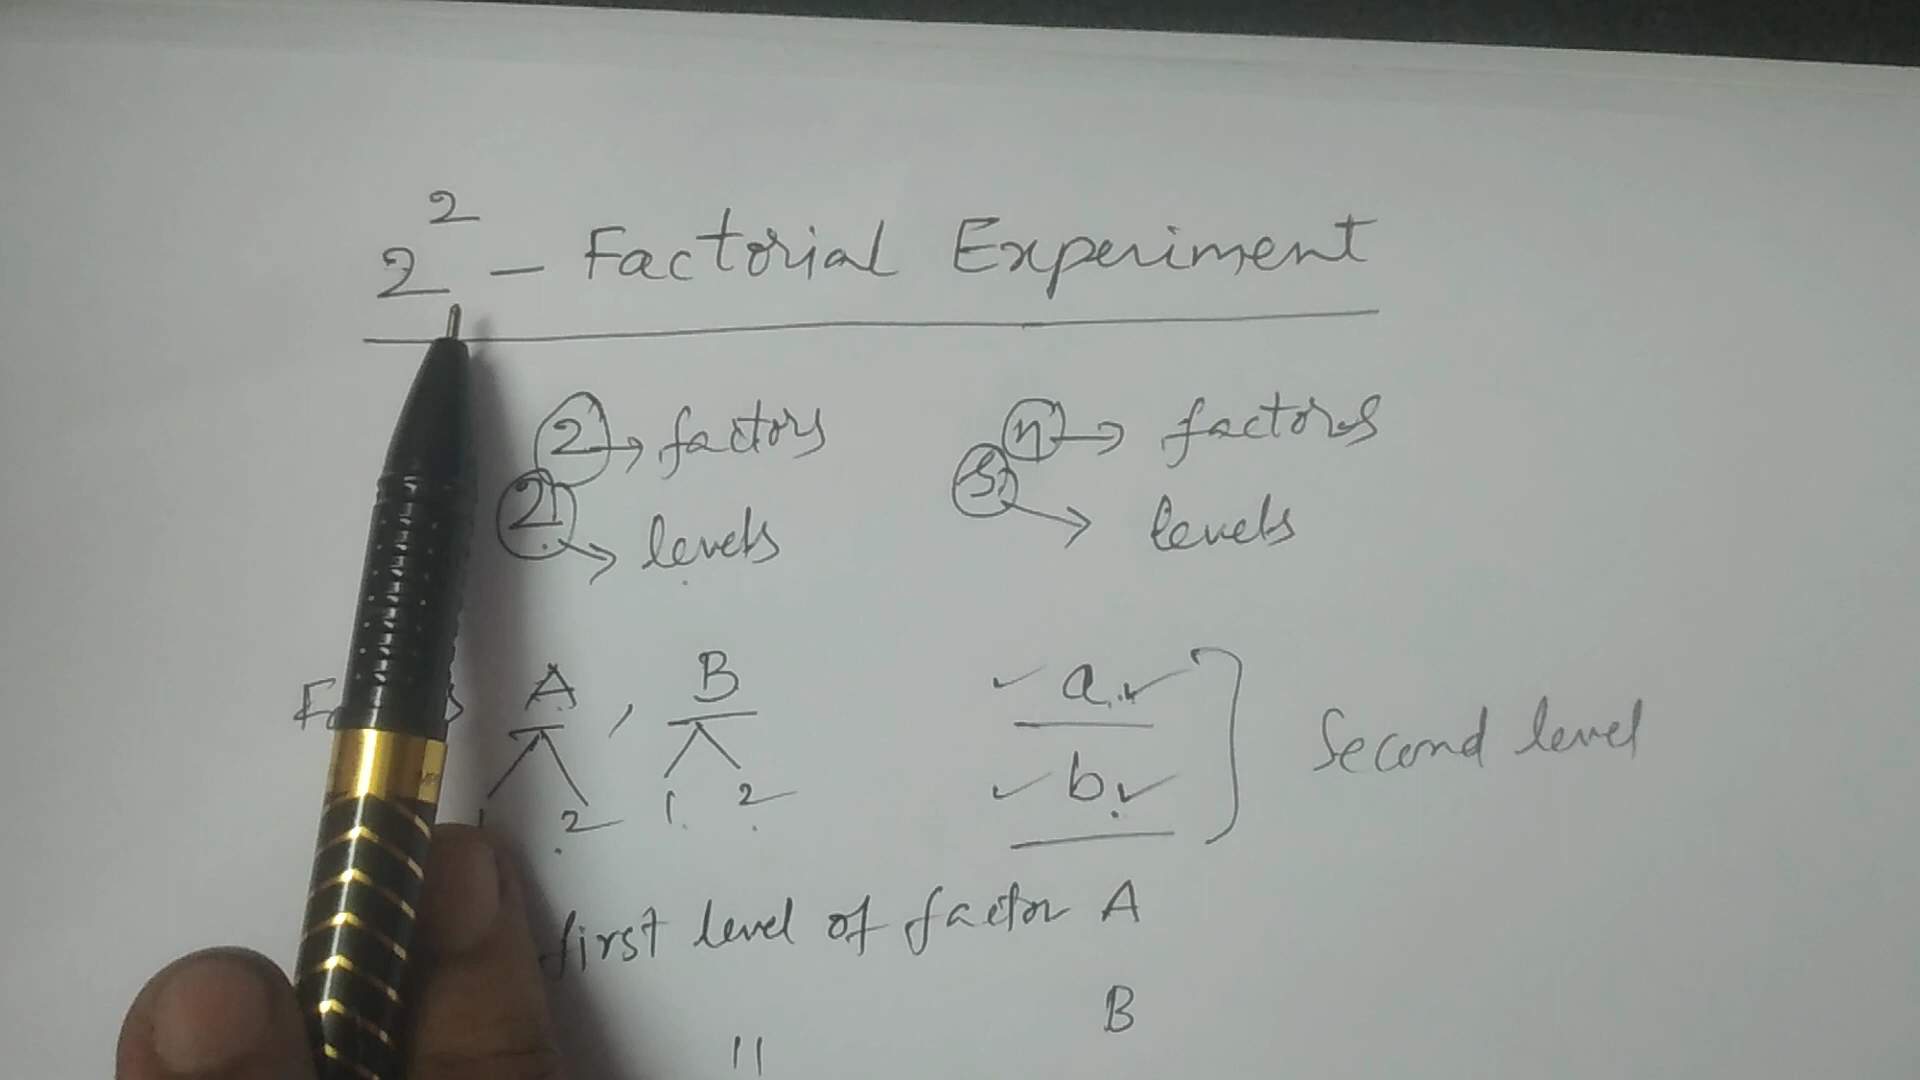 2² – Factorial Experiment
2 → factors n → factors
2 → levels s → levels
A , B a
1 2 1 2 b Second level
first level of factor A
B
"